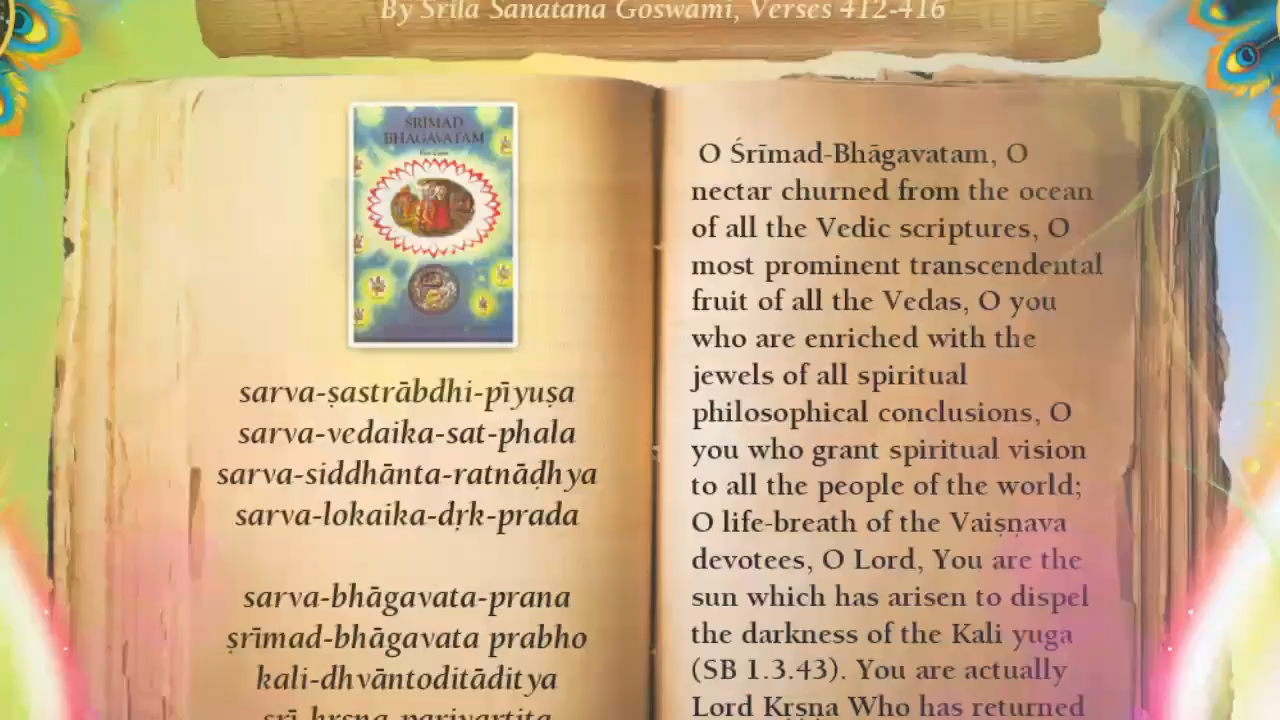 By Srila Sanatana Goswami, Verses 412-416
SRIMAD
BHAGAVATAM
sarva-ṣastrābdhi-pīyuṣa
sarva-vedaika-sat-phala
sarva-siddhānta-ratnāḍhya
sarva-lokaika-dṛk-prada
sarva-bhāgavata-prana
ṣrīmad-bhāgavata prabho
kali-dhvāntoditāditya
srī-kṛṣṇa-parivartita
O Śrīmad-Bhāgavatam, O
nectar churned from the ocean
of all the Vedic scriptures, O
most prominent transcendental
fruit of all the Vedas, O you
who are enriched with the
jewels of all spiritual
philosophical conclusions, O
you who grant spiritual vision
to all the people of the world;
O life-breath of the Vaiṣṇava
devotees, O Lord, You are the
sun which has arisen to dispel
the darkness of the Kali yuga
(SB 1.3.43). You are actually
Lord Kṛṣṇa Who has returned